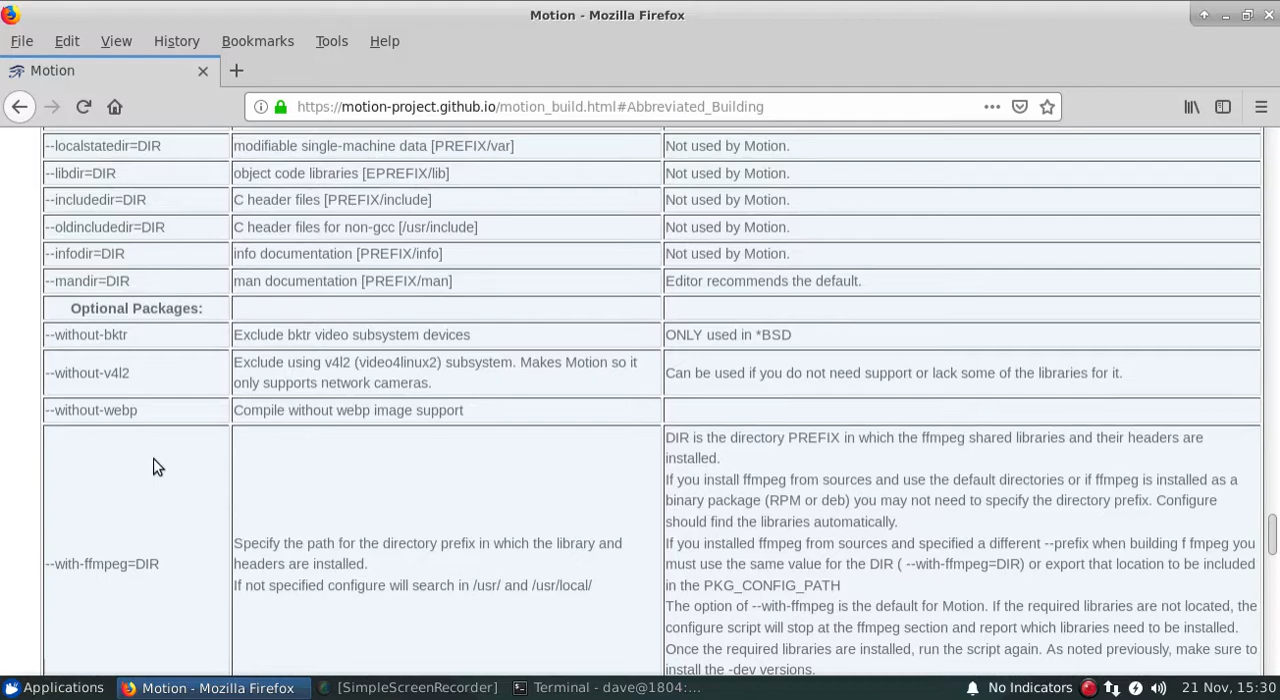 Motion - Mozilla Firefox
File Edit View History Bookmarks Tools Help
Motion
https://motion-project.github.io/motion_build.html#Abbreviated_Building
--localstatedir=DIR modifiable single-machine data [PREFIX/var] Not used by Motion.
--libdir=DIR object code libraries [EPREFIX/lib] Not used by Motion.
--includedir=DIR C header files [PREFIX/include] Not used by Motion.
--oldincludedir=DIR C header files for non-gcc [/usr/include] Not used by Motion.
--infodir=DIR info documentation [PREFIX/info] Not used by Motion.
--mandir=DIR man documentation [PREFIX/man] Editor recommends the default.
Optional Packages:
--without-bktr Exclude bktr video subsystem devices ONLY used in *BSD
--without-v4l2
Exclude using v4l2 (video4linux2) subsystem. Makes Motion so it
only supports network cameras.
Can be used if you do not need support or lack some of the libraries for it.
--without-webp Compile without webp image support
--with-ffmpeg=DIR
Specify the path for the directory prefix in which the library and
headers are installed.
If not specified configure will search in /usr/ and /usr/local/
DIR is the directory PREFIX in which the ffmpeg shared libraries and their headers are
installed.
If you install ffmpeg from sources and use the default directories or if ffmpeg is installed as a
binary package (RPM or deb) you may not need to specify the directory prefix. Configure
should find the libraries automatically.
If you installed ffmpeg from sources and specified a different --prefix when building f fmpeg you
must use the same value for the DIR ( --with-ffmpeg=DIR) or export that location to be included
in the PKG_CONFIG_PATH
The option of --with-ffmpeg is the default for Motion. If the required libraries are not located, the
configure script will stop at the ffmpeg section and report which libraries need to be installed.
Once the required libraries are installed, run the script again. As noted previously, make sure to
install the -dev versions.
Applications Motion - Mozilla Firefox [SimpleScreenRecorder] Terminal - dave@1804:... No Indicators 21 Nov, 15:30